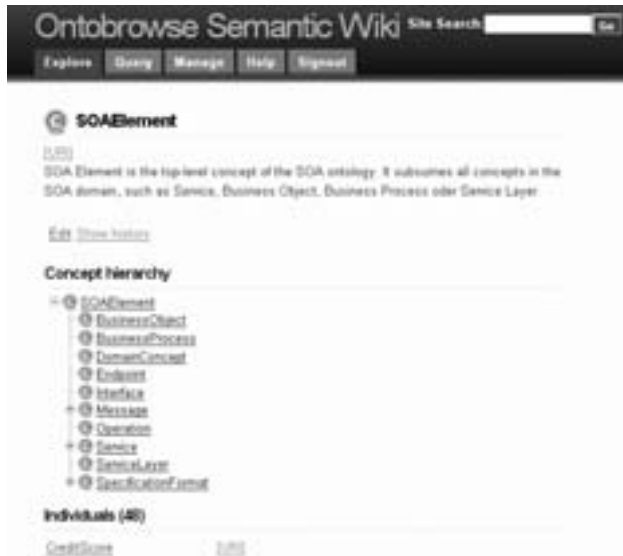 Ontobrowse Semantic Wiki Site Search Go
Explore Query Manage Help Signout
SOAElement
[URI]
SOA Element is the top-level concept of the SOA ontology. It subsumes all concepts in the
SOA domain, such as Service, Business Object, Business Process oder Service Layer.
Edit Show history
Concept hierarchy
SOAElement
BusinessObject
BusinessProcess
DomainConcept
Endpoint
Interface
Message
Operation
Service
ServiceLayer
SpecificationFormat
Individuals (48)
CreditScore [URI]